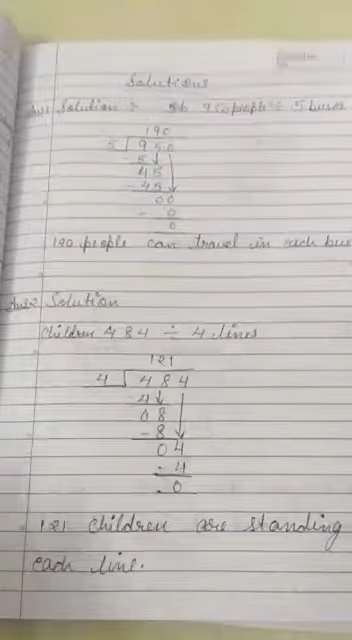 Solutions
Ans1 Solution :- 950 people ÷ 5 buses
190
5 950
5
45
- 45
00
- 0
0
190 people can travel in each bus
Ans2 Solution
Children 484 ÷ 4 lines
121
4 484
4
08
- 8
04
- 4
0
121 children are standing
each line.